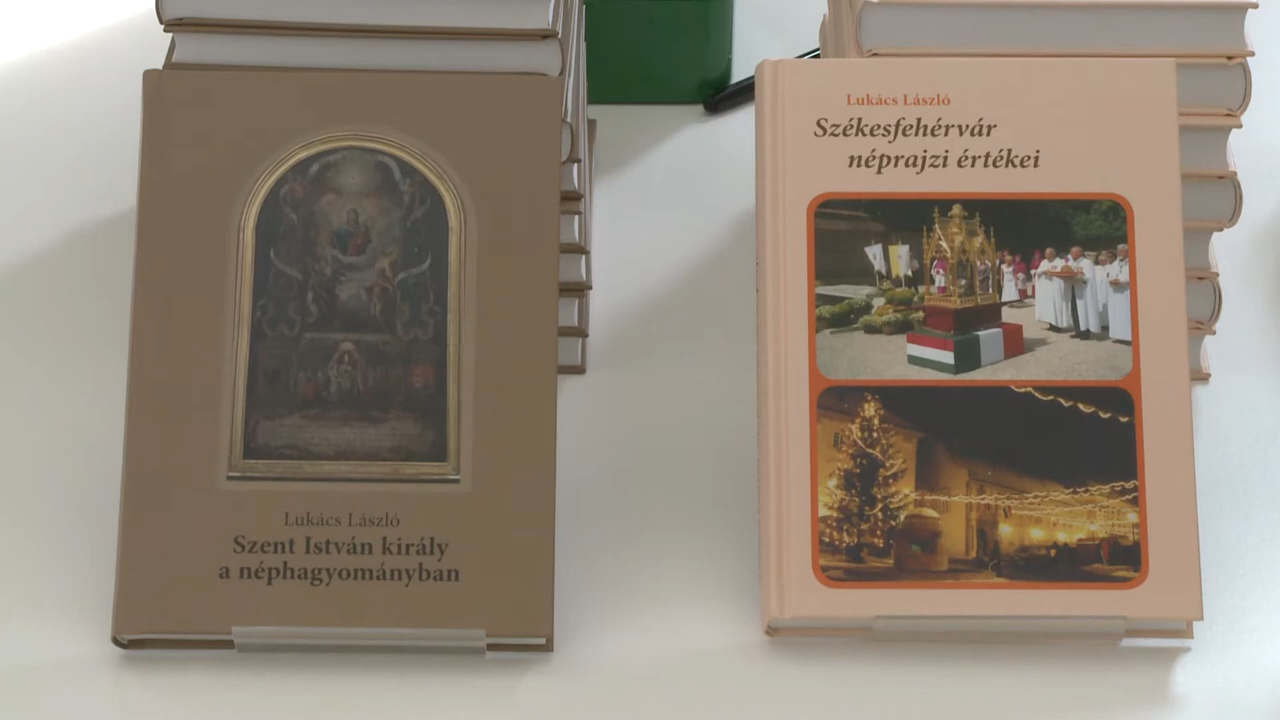 Lukács László
Szent István király
a néphagyományban
Lukács László
Székesfehérvár
néprajzi értékei